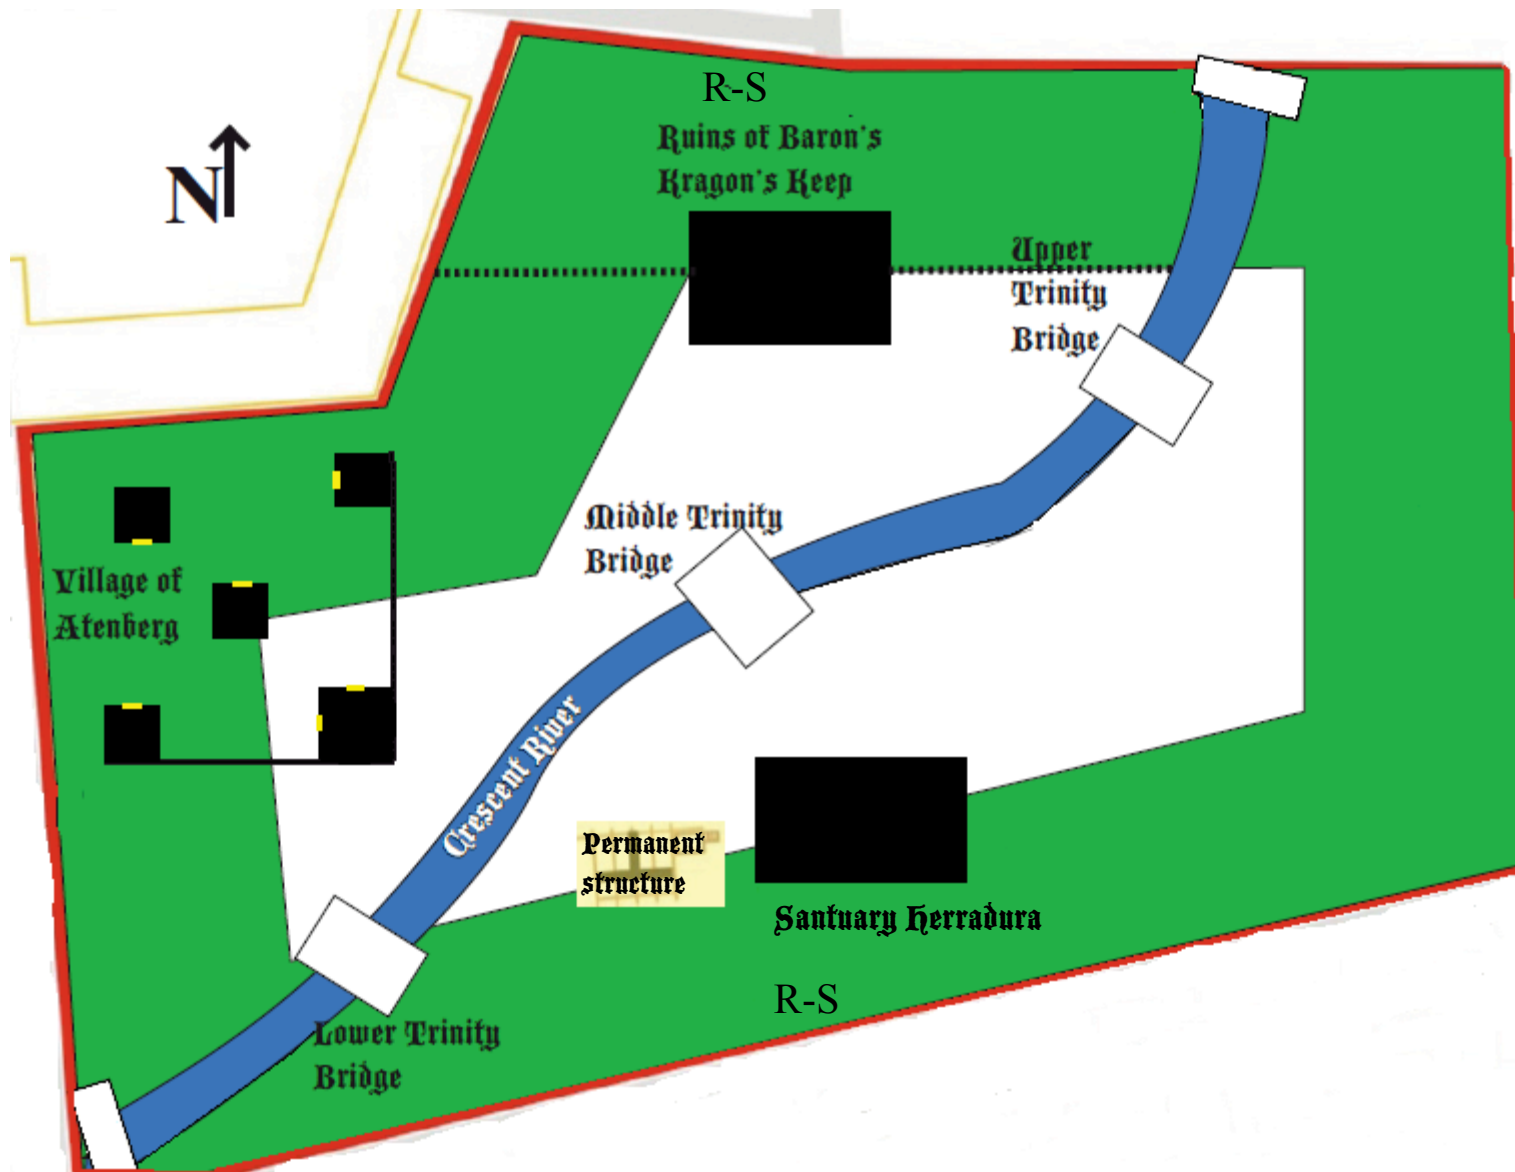 R-S
Ruins of Baron's
Kragon's Keep
N
Upper
Trinity
Bridge
Middle Trinity
Bridge
Village of
Atenberg
Crescent River
Permanent
structure
Santuary Herradura
R-S
Lower Trinity
Bridge